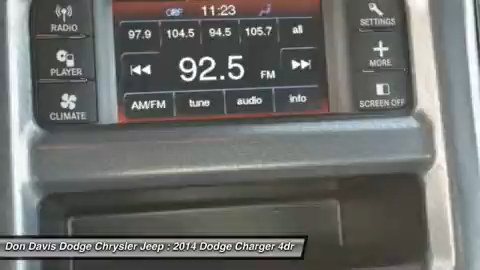 11:23
RADIO
97.9 104.5 94.5 105.7 all
SETTINGS
PLAYER
92.5 FM
MORE
CLIMATE
AM/FM tune audio info
SCREEN OFF
Don Davis Dodge Chrysler Jeep : 2014 Dodge Charger 4dr